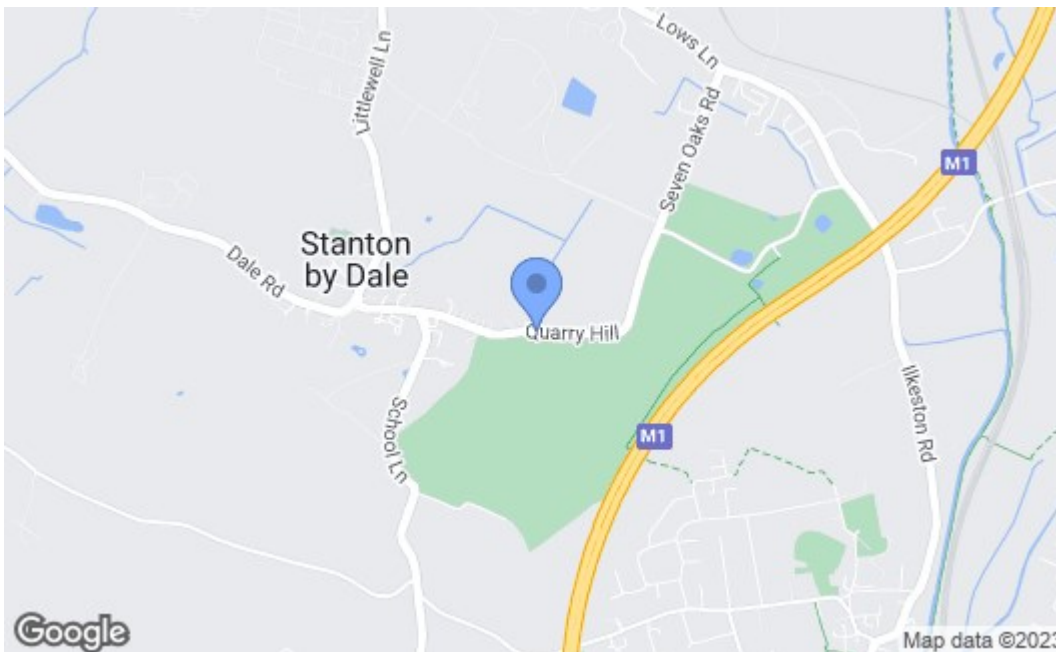 Littlewell Ln
Lows Ln
Seven Oaks Rd
M1
Stanton
by Dale
Dale Rd
Quarry Hill
School Ln
M1
Ilkeston Rd
Google
Map data ©2023